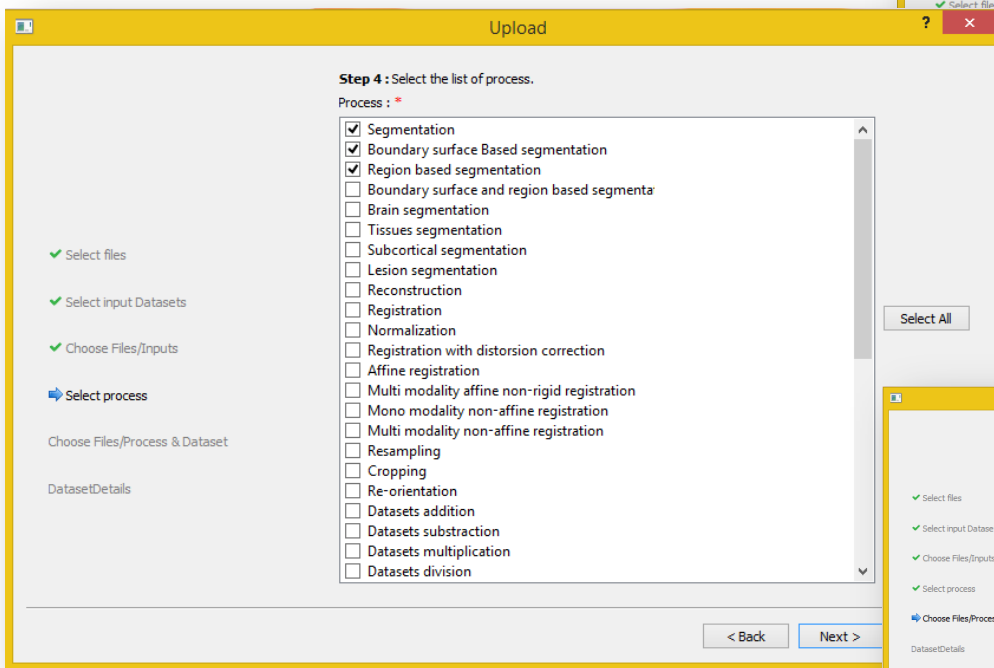 Select file
Upload
?
Step 4 : Select the list of process.
Process : *
Segmentation
Boundary surface Based segmentation
Region based segmentation
Boundary surface and region based segmenta
Brain segmentation
Tissues segmentation
Subcortical segmentation
Lesion segmentation
Reconstruction
Registration
Normalization
Registration with distorsion correction
Affine registration
Multi modality affine non-rigid registration
Mono modality non-affine registration
Multi modality non-affine registration
Resampling
Cropping
Re-orientation
Datasets addition
Datasets substraction
Datasets multiplication
Datasets division
Select files
Select input Datasets
Choose Files/Inputs
Select process
Choose Files/Process & Dataset
DatasetDetails
Select All
< Back
Next >
Select files
Select input Datase
Choose Files/Inputs
Select process
Choose Files/Proces
DatasetDetails